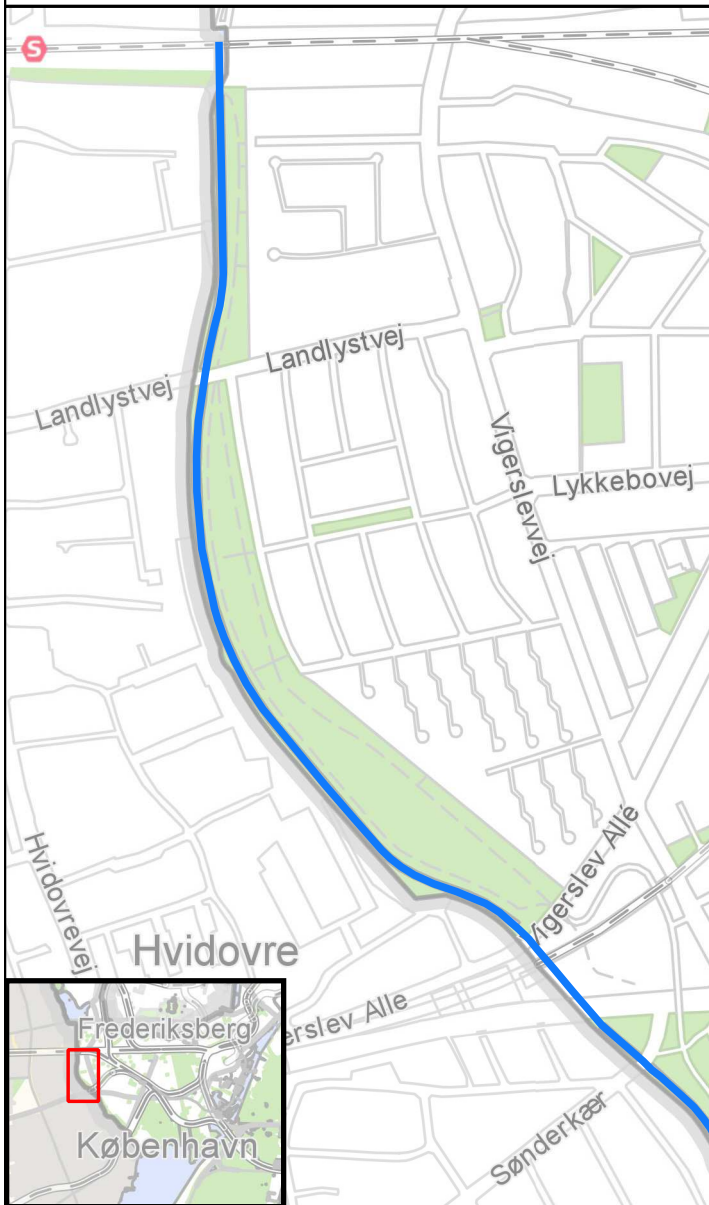 S
Landlystvej
Landlystvej
Vigerslevvej
Lykkebovej
Vigerslev Allé
Hvidovrevej
Hvidovre
erslev Alle
Sønderkær
Frederiksberg
København